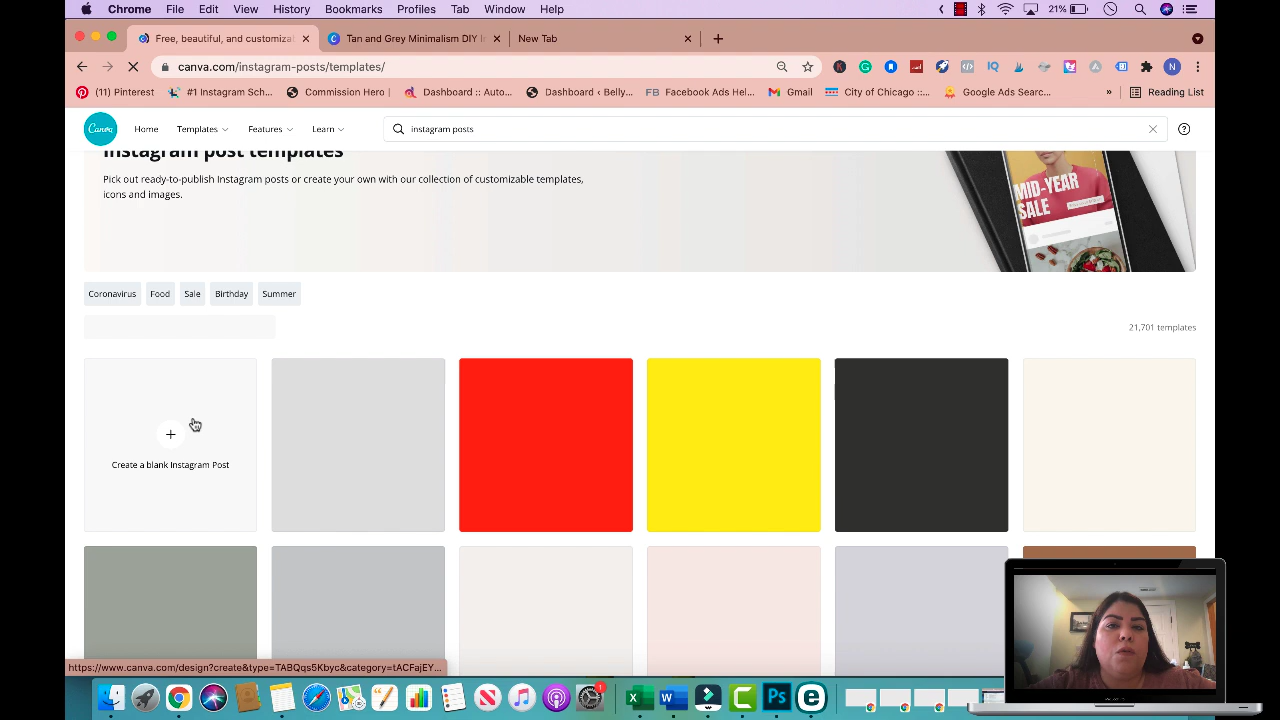 Chrome File Edit View History Bookmarks Profiles Tab Window Help 21%
Free, beautiful, and customiza Tan and Grey Minimalism DIY I New Tab
canva.com/instagram-posts/templates/
(11) Pinterest #1 Instagram Sch... Commission Hero | Dashboard :: Auto... Dashboard ‹ Belly... FB Facebook Ads Hel... Gmail City of Chicago ::... Google Ads Searc... » Reading List
Canva Home Templates Features Learn instagram posts
Instagram post templates
Pick out ready-to-publish Instagram posts or create your own from our collection of customizable templates,
icons and images.
MID-YEAR
SALE
Coronavirus Food Sale Birthday Summer
21,701 templates
Create a blank Instagram Post
https://www.canva.com/design?create&type=TABQqs5Kbyc&category=tACFajEY...